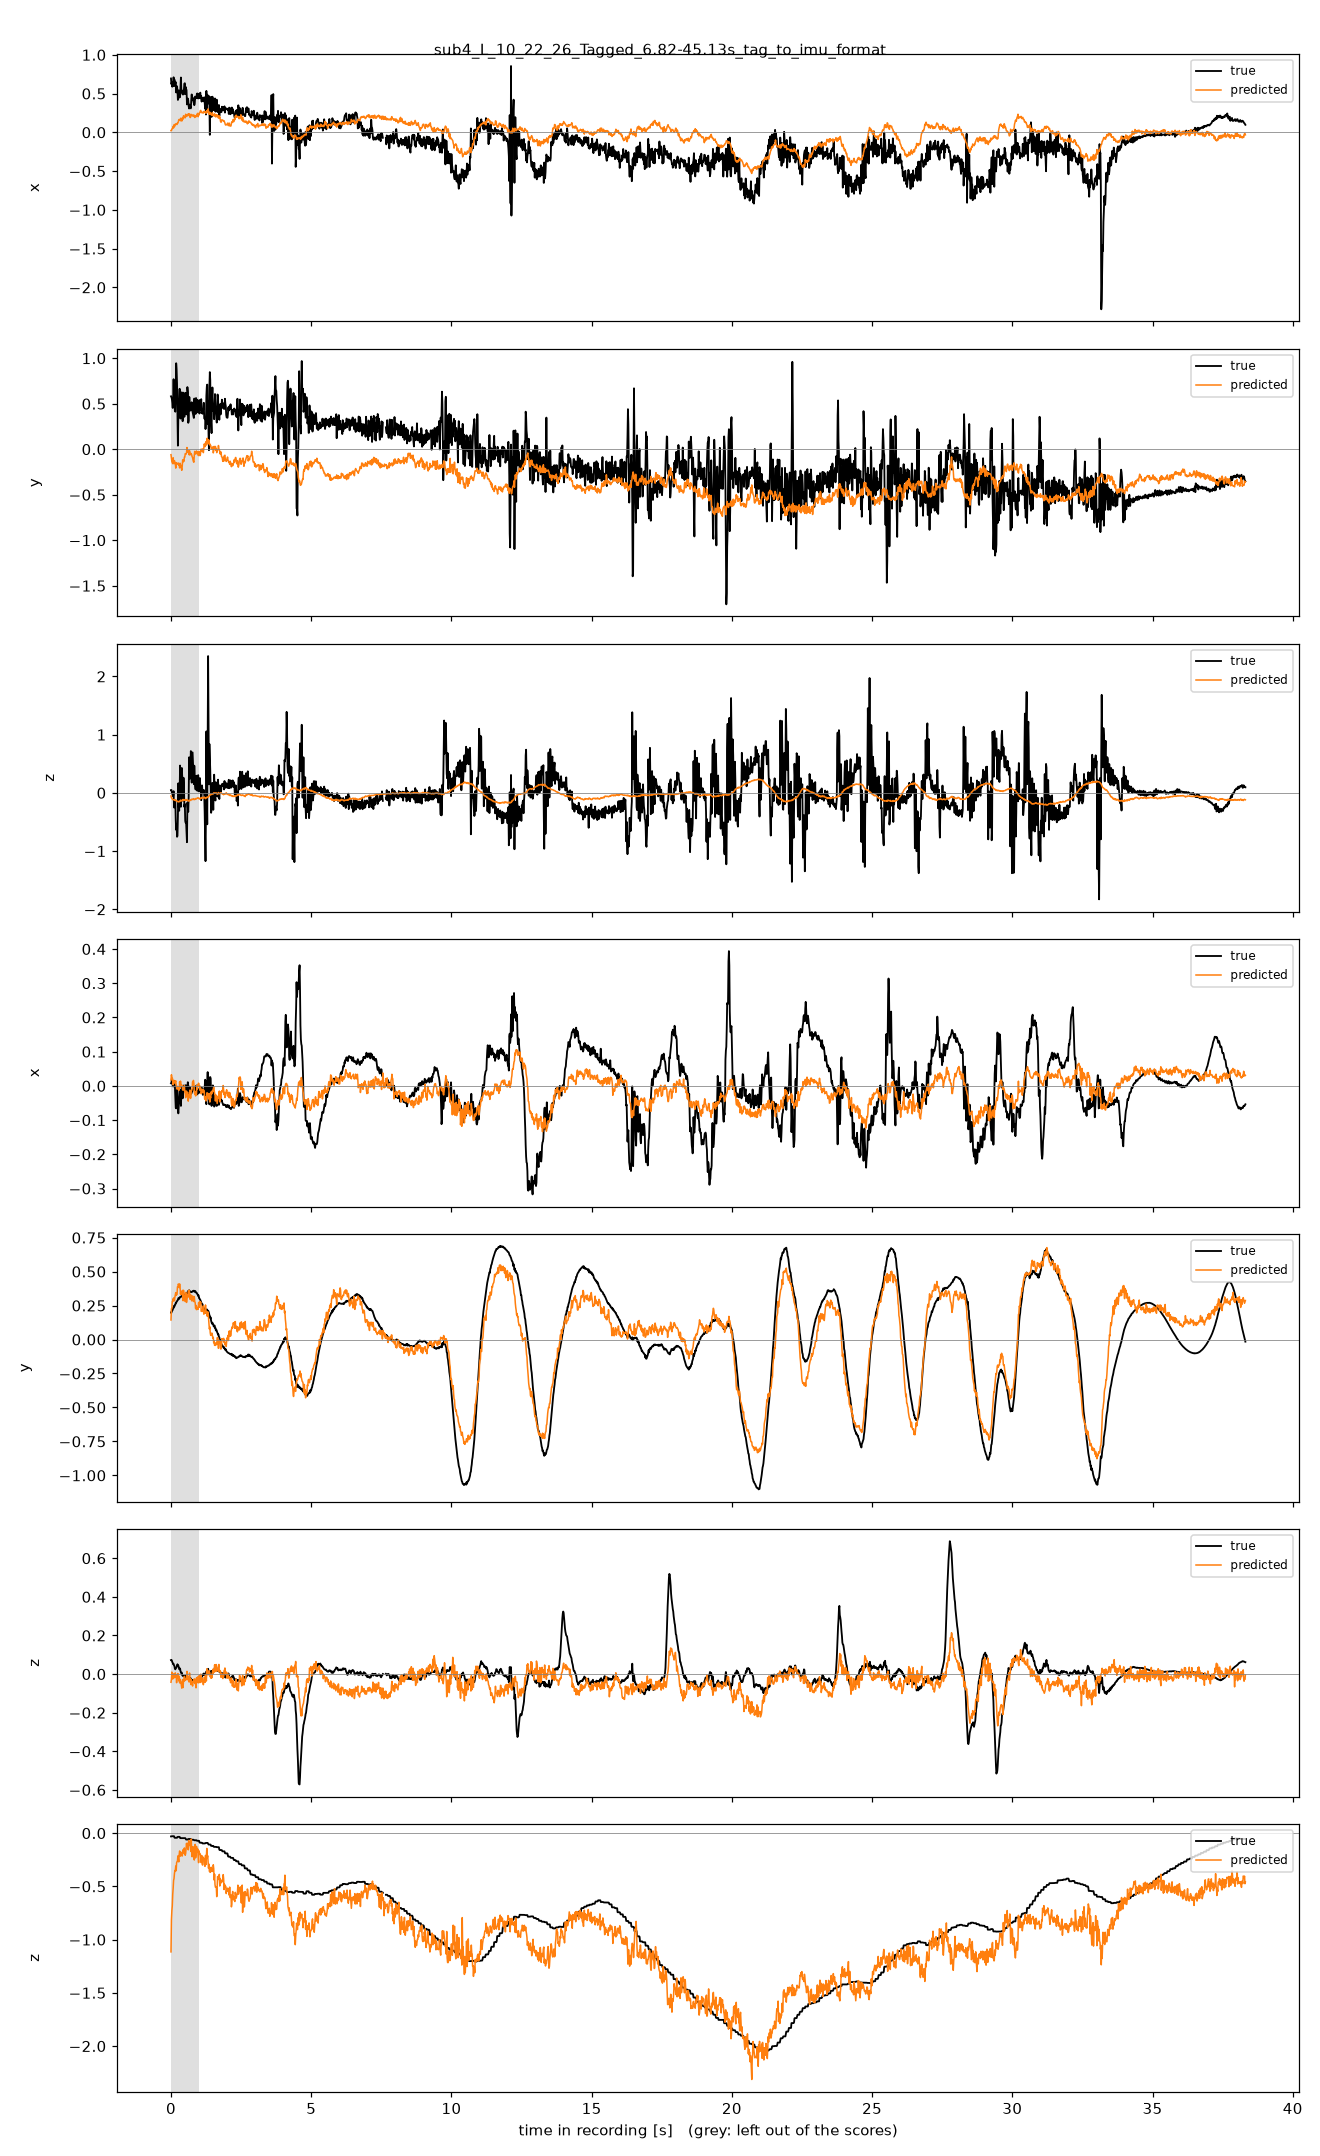 sub4_L_10_22_26_Tagged_6.82-45.13s_tag_to_imu_format
1.0
0.5
0.0
−0.5
−1.0
−1.5
−2.0
x
true
predicted
1.0
0.5
0.0
−0.5
−1.0
−1.5
y
true
predicted
2
1
0
−1
−2
z
true
predicted
0.4
0.3
0.2
0.1
0.0
−0.1
−0.2
−0.3
x
true
predicted
0.75
0.50
0.25
0.00
−0.25
−0.50
−0.75
−1.00
y
true
predicted
0.6
0.4
0.2
0.0
−0.2
−0.4
−0.6
z
true
predicted
0.0
−0.5
−1.0
−1.5
−2.0
z
true
predicted
0 5 10 15 20 25 30 35 40
time in recording [s]   (grey: left out of the scores)